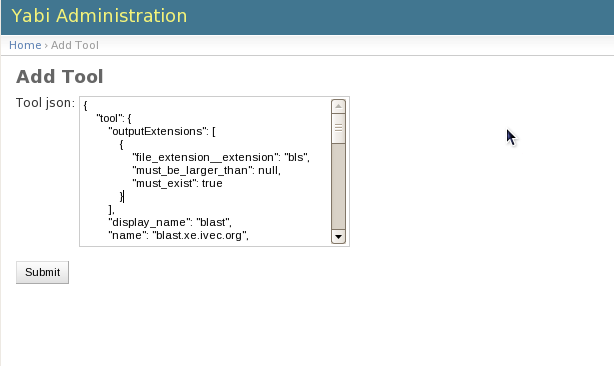 Yabi Administration
Home › Add Tool
Add Tool
Tool json:
{
"tool": {
"outputExtensions": [
{
"file_extension__extension": "bls",
"must_be_larger_than": null,
"must_exist": true
}
],
"display_name": "blast",
"name": "blast.xe.ivec.org",
Submit